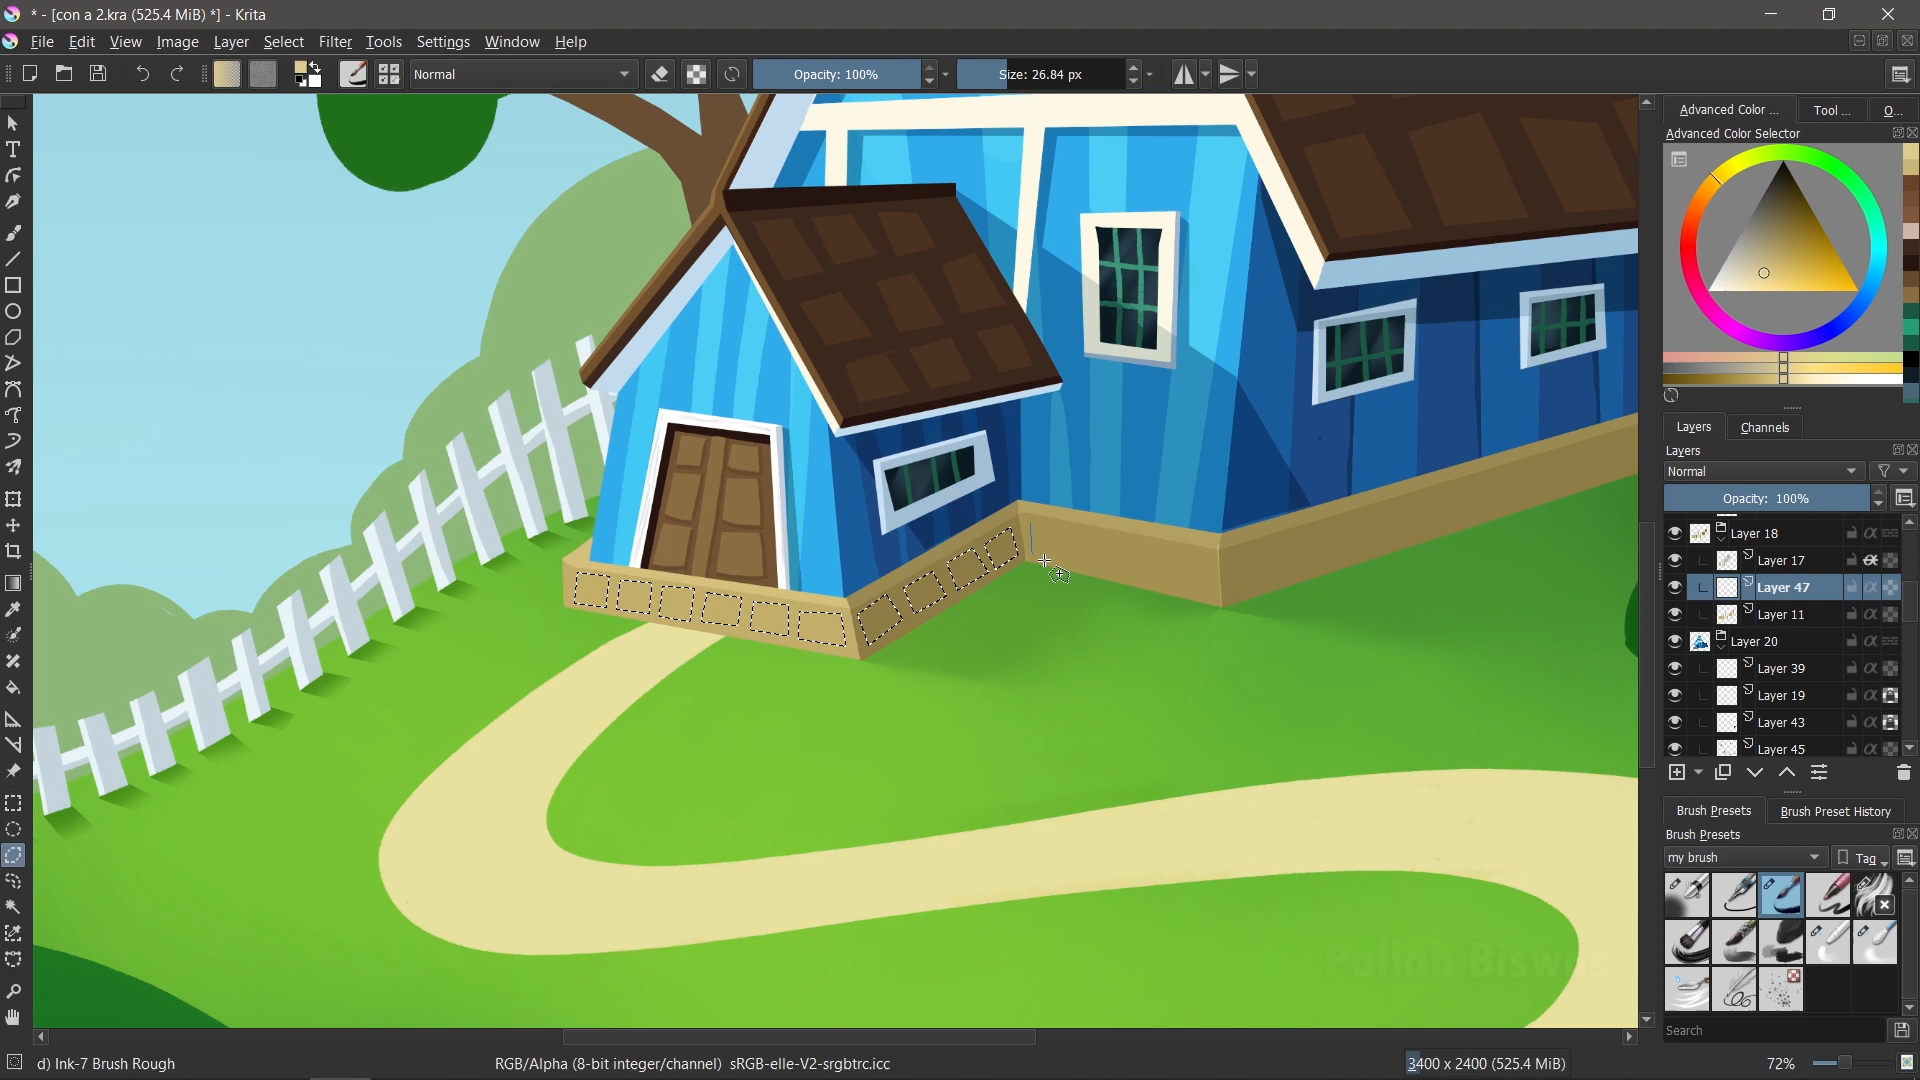 * - [con a 2.kra (525.4 MiB) *] - Krita
File Edit View Image Layer Select Filter Tools Settings Window Help
Normal Opacity: 100% Size: 26.84 px
Advanced Color ... Tool ... O...
Advanced Color Selector
Layers Channels
Layers
Normal
Opacity: 100%
Layer 18
Layer 17
Layer 47
Layer 11
Layer 20
Layer 39
Layer 19
Layer 43
Layer 45
Brush Presets Brush Preset History
Brush Presets
my brush Tag
Search
Pallab Biswas
d) Ink-7 Brush Rough RGB/Alpha (8-bit integer/channel) sRGB-elle-V2-srgbtrc.icc 3400 x 2400 (525.4 MiB) 72%